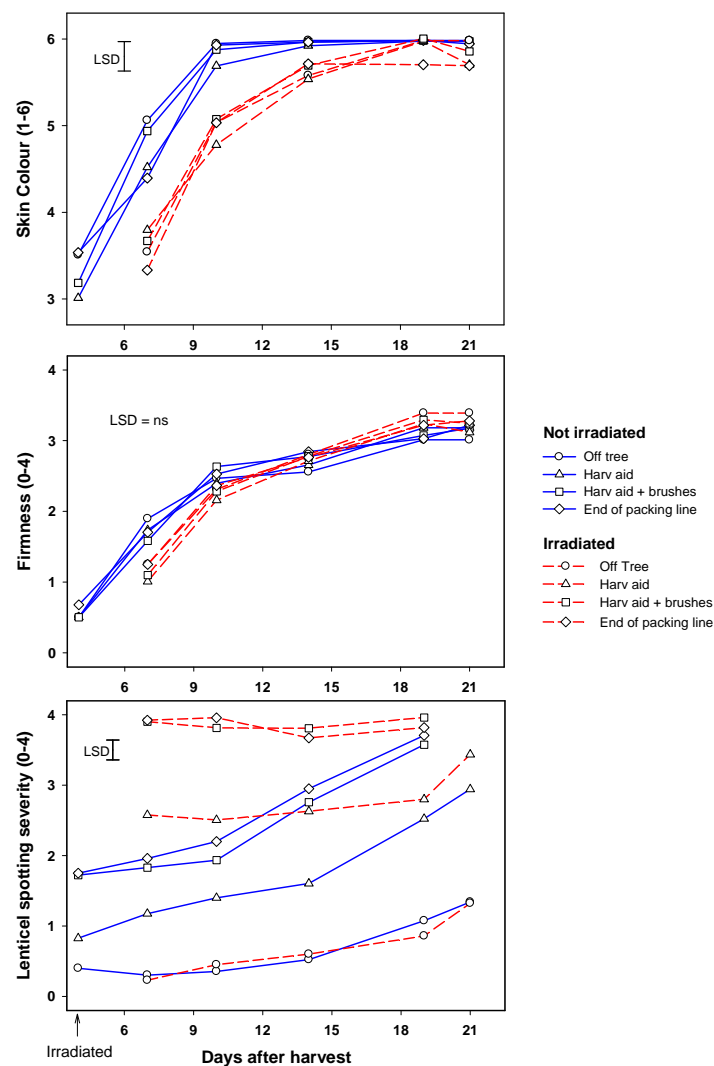 Skin Colour (1-6)
6
5
4
3
LSD
6 9 12 15 18 21
Firmness (0-4)
4
3
2
1
0
LSD = ns
6 9 12 15 18 21
Not irradiated
Off tree
Harv aid
Harv aid + brushes
End of packing line
Irradiated
Off Tree
Harv aid
Harv aid + brushes
End of packing line
Lenticel spotting severity (0-4)
4
3
2
1
0
LSD
6 9 12 15 18 21
Irradiated
Days after harvest